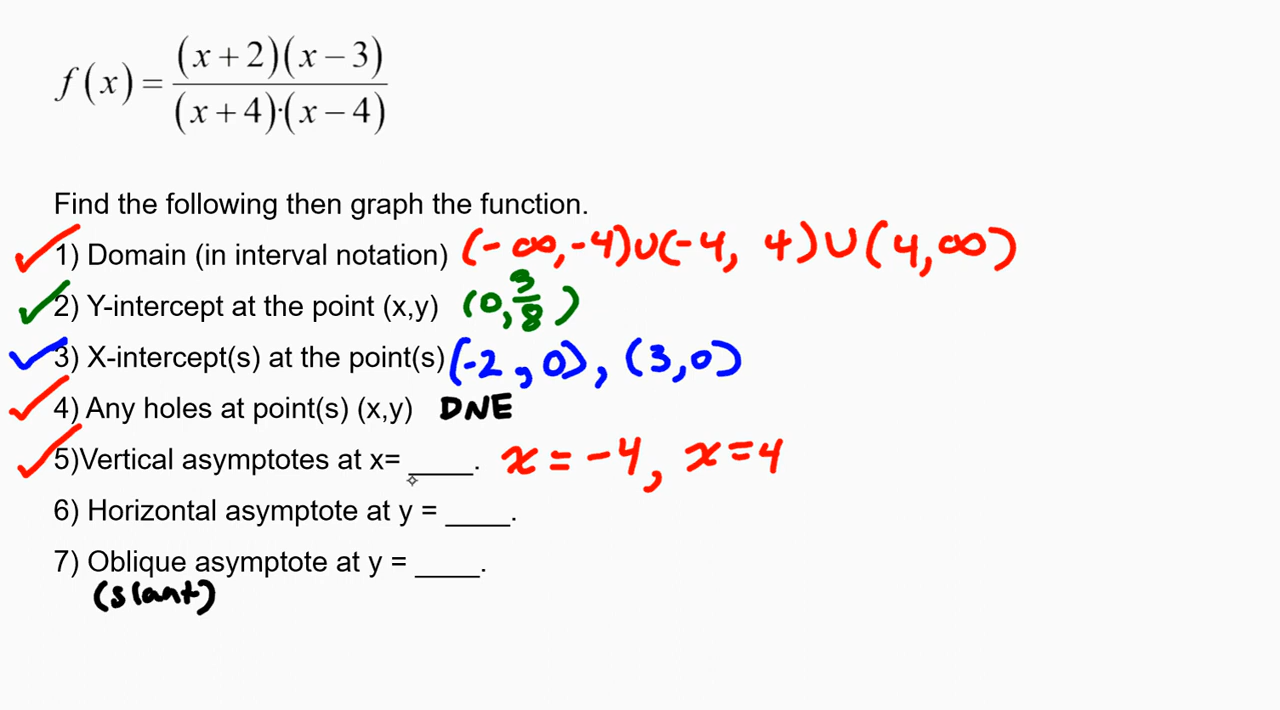 f(x) = (x+2)(x−3) / (x+4)·(x−4)
Find the following then graph the function.
1) Domain (in interval notation) (-∞,-4)∪(-4, 4)∪(4,∞)
2) Y-intercept at the point (x,y) (0,3/8)
3) X-intercept(s) at the point(s) (-2,0), (3,0)
4) Any holes at point(s) (x,y) DNE
5)Vertical asymptotes at x= ____. x=-4, x=4
6) Horizontal asymptote at y = ____.
7) Oblique asymptote at y = ____.
(slant)